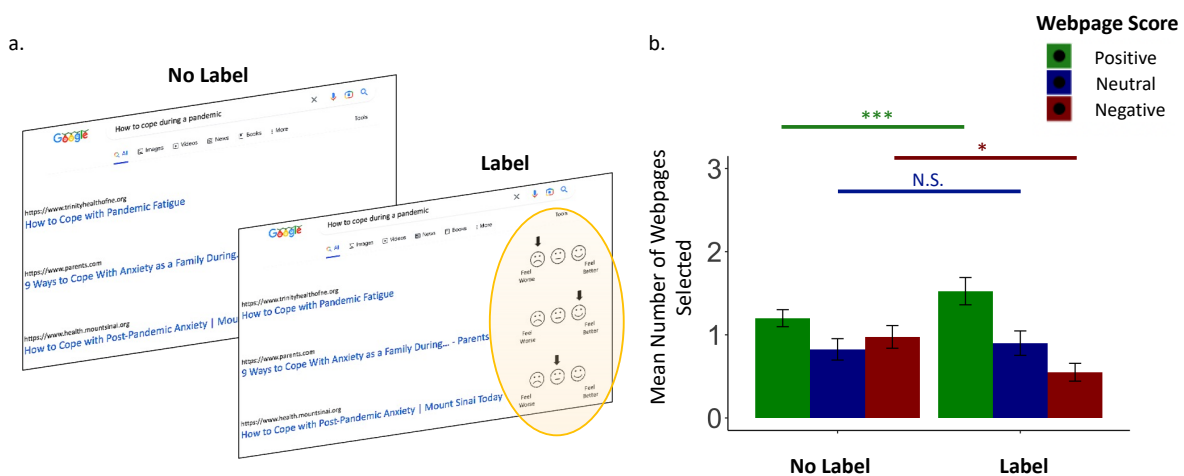 a.
No Label
Google
How to cope during a pandemic
All Images Videos News Books More Tools
https://www.trinityhealthofne.org
How to Cope with Pandemic Fatigue
https://www.parents.com
9 Ways to Cope With Anxiety as a Family During...
https://www.health.mountsinai.org
How to Cope with Post-Pandemic Anxiety | Mou
Label
Google
How to cope during a pandemic
All Images Videos News Books More Tools
Feel Worse
Feel Better
https://www.trinityhealthofne.org
How to Cope with Pandemic Fatigue
Feel Worse
Feel Better
https://www.parents.com
9 Ways to Cope With Anxiety as a Family During... - Parents
Feel Worse
Feel Better
https://www.health.mountsinai.org
How to Cope with Post-Pandemic Anxiety | Mount Sinai Today
b.
Webpage Score
Positive
Neutral
Negative
***
*
N.S.
Mean Number of Webpages
Selected
3
2
1
0
No Label
Label